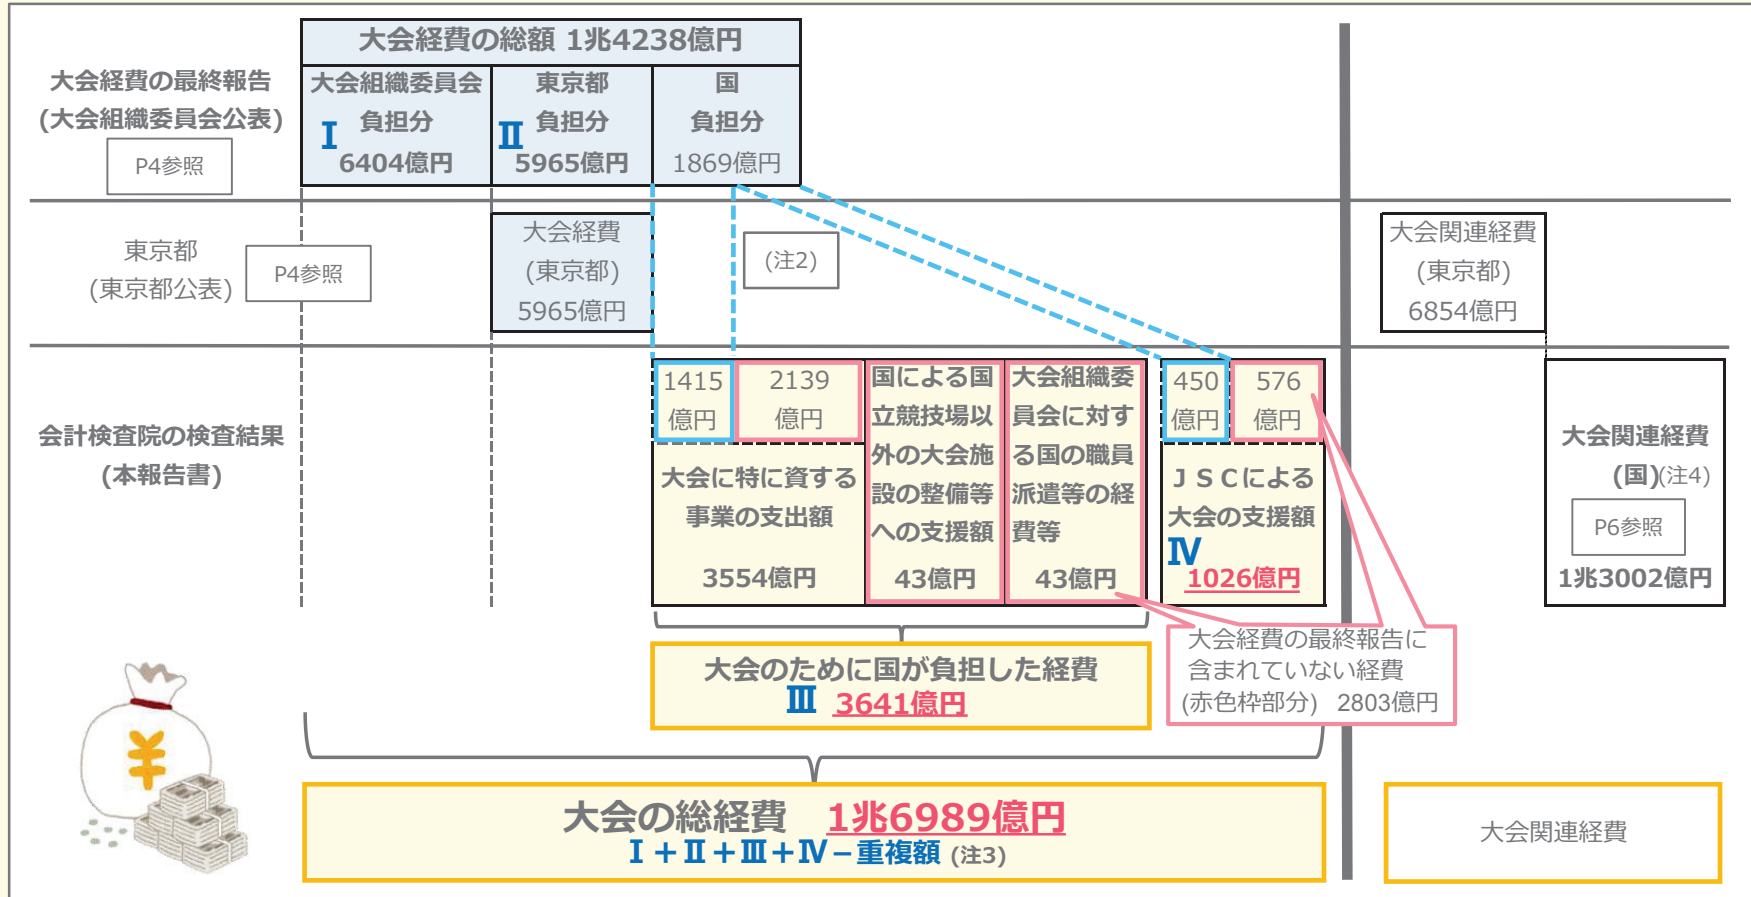 大会経費の総額 1兆4238億円
大会経費の最終報告
(大会組織委員会公表)
P4参照
大会組織委員会
負担分
Ⅰ
6404億円
東京都
負担分
Ⅱ
5965億円
国
負担分
1869億円
東京都
(東京都公表)
P4参照
大会経費
(東京都)
5965億円
(注2)
大会関連経費
(東京都)
6854億円
会計検査院の検査結果
(本報告書)
1415
億円
2139
億円
大会に特に資する
事業の支出額
3554億円
国による国
立競技場以
外の大会施
設の整備等
への支援額
43億円
大会組織委
員会に対す
る国の職員
派遣等の経
費等
43億円
450
億円
576
億円
ＪＳＣによる
大会の支援額
Ⅳ
1026億円
大会関連経費
(国)(注4)
P6参照
1兆3002億円
大会のために国が負担した経費
Ⅲ 3641億円
大会経費の最終報告に
含まれていない経費
(赤色枠部分) 2803億円
¥
大会の総経費 1兆6989億円
Ⅰ＋Ⅱ＋Ⅲ＋Ⅳ－重複額 (注3)
大会関連経費